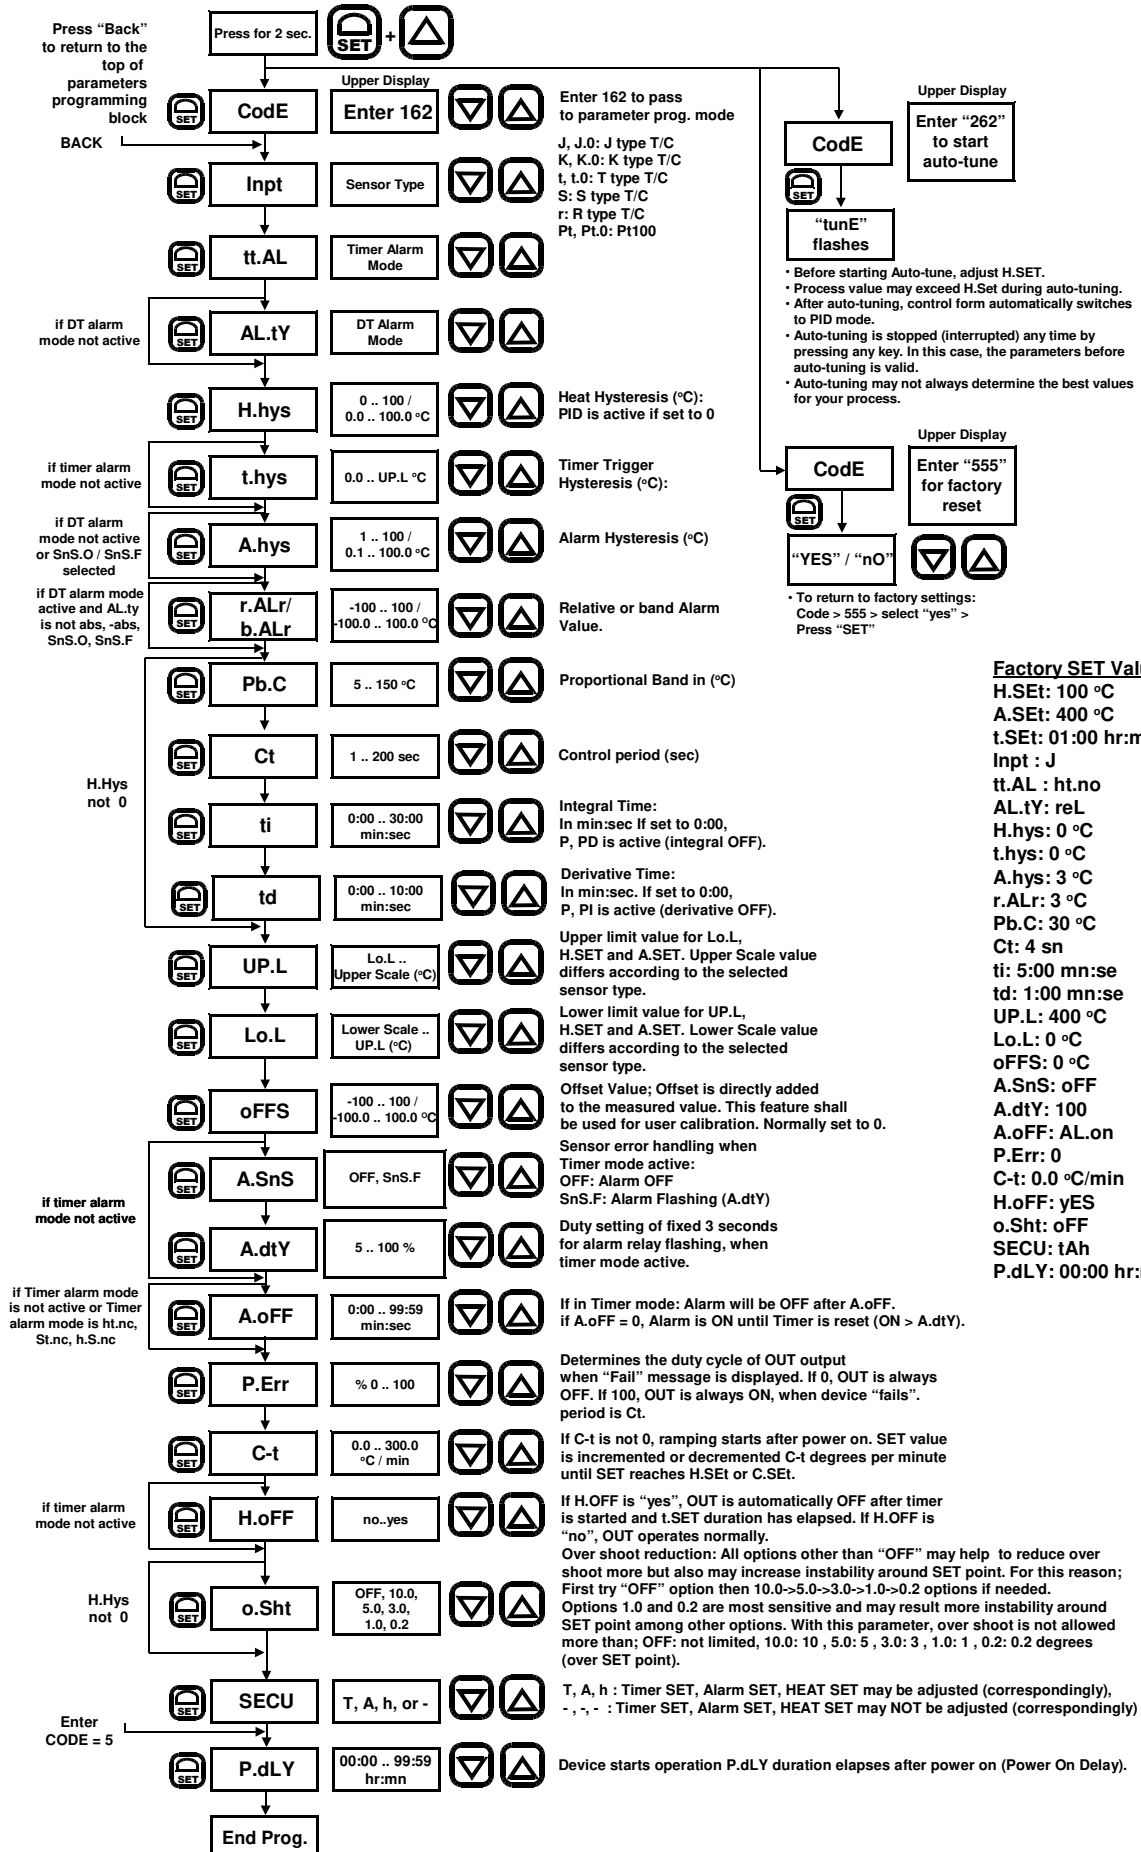 Press “Back”
to return to the
top of
parameters
programming
block
BACK
Press for 2 sec.
SET
+
Upper Display
SET
CodE
Enter 162
Enter 162 to pass
to parameter prog. mode
SET
Inpt
Sensor Type
J, J.0: J type T/C
K, K.0: K type T/C
t, t.0: T type T/C
S: S type T/C
r: R type T/C
Pt, Pt.0: Pt100
SET
tt.AL
Timer Alarm
Mode
if DT alarm
mode not active
SET
AL.tY
DT Alarm
Mode
SET
H.hys
0 .. 100 /
0.0 .. 100.0 ºC
Heat Hysteresis (ºC):
PID is active if set to 0
if timer alarm
mode not active
SET
t.hys
0.0 .. UP.L ºC
Timer Trigger
Hysteresis (ºC):
if DT alarm
mode not active
or SnS.O / SnS.F
selected
SET
A.hys
1 .. 100 /
0.1 .. 100.0 ºC
Alarm Hysteresis (ºC)
if DT alarm mode
active and AL.ty
is not abs, -abs,
SnS.O, SnS.F
SET
r.ALr/
b.ALr
-100 .. 100 /
-100.0 .. 100.0 ºC
Relative or band Alarm
Value.
H.Hys
not 0
SET
Pb.C
5 .. 150 ºC
Proportional Band in (ºC)
SET
Ct
1 .. 200 sec
Control period (sec)
SET
ti
0:00 .. 30:00
min:sec
Integral Time:
In min:sec If set to 0:00,
P, PD is active (integral OFF).
SET
td
0:00 .. 10:00
min:sec
Derivative Time:
In min:sec. If set to 0:00,
P, PI is active (derivative OFF).
SET
UP.L
Lo.L ..
Upper Scale (ºC)
Upper limit value for Lo.L,
H.SET and A.SET. Upper Scale value
differs according to the selected
sensor type.
SET
Lo.L
Lower Scale ..
UP.L (ºC)
Lower limit value for UP.L,
H.SET and A.SET. Lower Scale value
differs according to the selected
sensor type.
SET
oFFS
-100 .. 100 /
-100.0 .. 100.0 ºC
Offset Value; Offset is directly added
to the measured value. This feature shall
be used for user calibration. Normally set to 0.
if timer alarm
mode not active
SET
A.SnS
OFF, SnS.F
Sensor error handling when
Timer mode active:
OFF: Alarm OFF
SnS.F: Alarm Flashing (A.dtY)
SET
A.dtY
5 .. 100 %
Duty setting of fixed 3 seconds
for alarm relay flashing, when
timer mode active.
if Timer alarm mode
is not active or Timer
alarm mode is ht.nc,
St.nc, h.S.nc
SET
A.oFF
0:00 .. 99:59
min:sec
If in Timer mode: Alarm will be OFF after A.oFF.
if A.oFF = 0, Alarm is ON until Timer is reset (ON > A.dtY).
SET
P.Err
% 0 .. 100
Determines the duty cycle of OUT output
when “Fail” message is displayed. If 0, OUT is always
OFF. If 100, OUT is always ON, when device “fails”.
period is Ct.
SET
C-t
0.0 .. 300.0
ºC / min
If C-t is not 0, ramping starts after power on. SET value
is incremented or decremented C-t degrees per minute
until SET reaches H.SEt or C.SEt.
if timer alarm
mode not active
SET
H.oFF
no..yes
If H.OFF is “yes”, OUT is automatically OFF after timer
is started and t.SET duration has elapsed. If H.OFF is
“no”, OUT operates normally.
H.Hys
not 0
SET
o.Sht
OFF, 10.0,
5.0, 3.0,
1.0, 0.2
Over shoot reduction: All options other than “OFF” may help to reduce over
shoot more but also may increase instability around SET point. For this reason;
First try “OFF” option then 10.0->5.0->3.0->1.0->0.2 options if needed.
Options 1.0 and 0.2 are most sensitive and may result more instability around
SET point among other options. With this parameter, over shoot is not allowed
more than; OFF: not limited, 10.0: 10 , 5.0: 5 , 3.0: 3 , 1.0: 1 , 0.2: 0.2 degrees
(over SET point).
SET
SECU
T, A, h, or -
T, A, h : Timer SET, Alarm SET, HEAT SET may be adjusted (correspondingly),
- , -, - : Timer SET, Alarm SET, HEAT SET may NOT be adjusted (correspondingly)
Enter
CODE = 5
SET
P.dLY
00:00 .. 99:59
hr:mn
Device starts operation P.dLY duration elapses after power on (Power On Delay).
End Prog.
Upper Display
CodE
Enter “262”
to start
auto-tune
SET
“tunE”
flashes
• Before starting Auto-tune, adjust H.SET.
• Process value may exceed H.Set during auto-tuning.
• After auto-tuning, control form automatically switches
to PID mode.
• Auto-tuning is stopped (interrupted) any time by
pressing any key. In this case, the parameters before
auto-tuning is valid.
• Auto-tuning may not always determine the best values
for your process.
Upper Display
CodE
Enter “555”
for factory
reset
SET
“YES” / “nO”
• To return to factory settings:
Code > 555 > select “yes” >
Press “SET”
Factory SET Valu
H.SEt: 100 ºC
A.SEt: 400 ºC
t.SEt: 01:00 hr:m
Inpt : J
tt.AL : ht.no
AL.tY: reL
H.hys: 0 ºC
t.hys: 0 ºC
A.hys: 3 ºC
r.ALr: 3 ºC
Pb.C: 30 ºC
Ct: 4 sn
ti: 5:00 mn:se
td: 1:00 mn:se
UP.L: 400 ºC
Lo.L: 0 ºC
oFFS: 0 ºC
A.SnS: oFF
A.dtY: 100
A.oFF: AL.on
P.Err: 0
C-t: 0.0 ºC/min
H.oFF: yES
o.Sht: oFF
SECU: tAh
P.dLY: 00:00 hr: